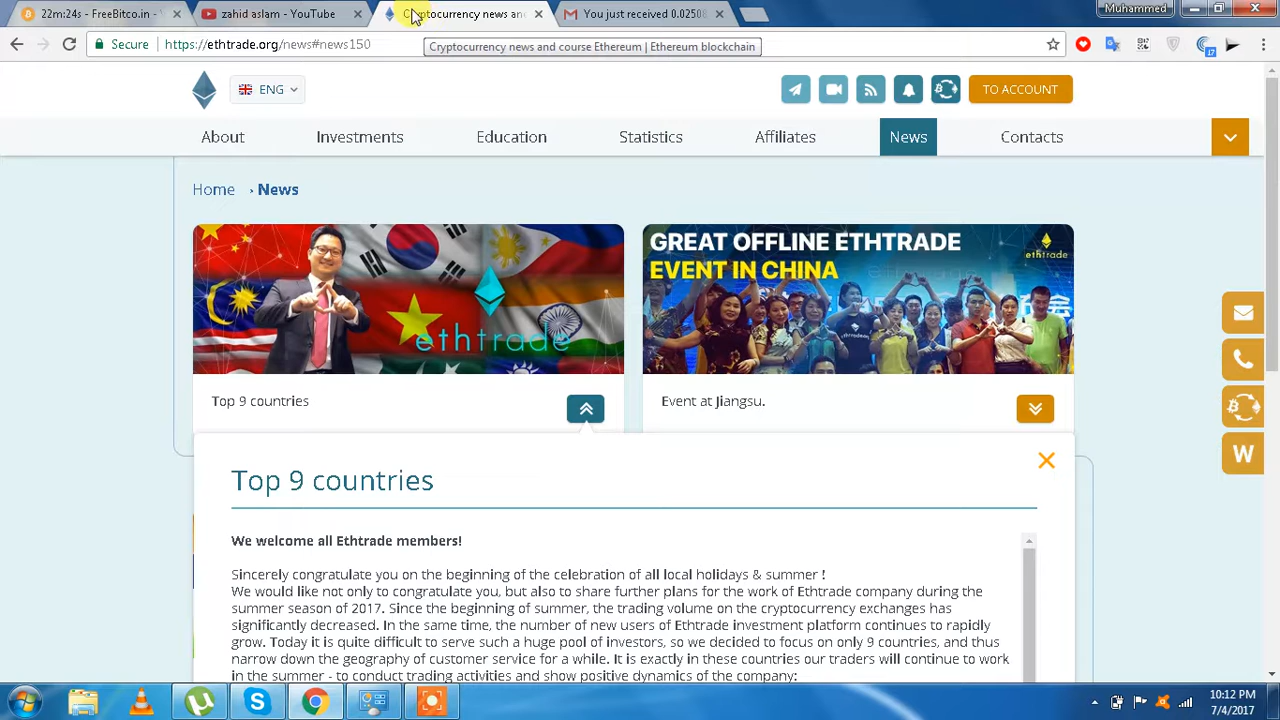 22m:24s - FreeBitco.in - W
zahid aslam - YouTube
Cryptocurrency news and
You just received 0.02508
Muhammed
Secure
https://ethtrade.org/news#news150
Cryptocurrency news and course Ethereum | Ethereum blockchain
17
ENG
TO ACCOUNT
About
Investments
Education
Statistics
Affiliates
News
Contacts
Home › News
ethtrade
GREAT OFFLINE ETHTRADE
EVENT IN CHINA
ethtrade
Top 9 countries
Event at Jiangsu.
W
Top 9 countries
We welcome all Ethtrade members!
Sincerely congratulate you on the beginning of the celebration of all local holidays & summer !
We would like not only to congratulate you, but also to share further plans for the work of Ethtrade company during the
summer season of 2017. Since the beginning of summer, the trading volume on the cryptocurrency exchanges has
significantly decreased. In the same time, the number of new users of Ethtrade investment platform continues to rapidly
grow. Today it is quite difficult to serve such a huge pool of investors, so we decided to focus on only 9 countries, and thus
narrow down the geography of customer service for a while. It is exactly in these countries our traders will continue to work
in the summer - to conduct trading activities and show positive dynamics of the company:
10:12 PM
7/4/2017